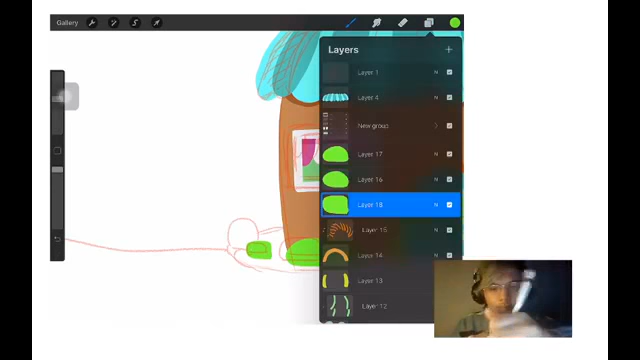 Gallery
Layers
Layer 1 N
Layer 4 N
New group
Layer 17 N
Layer 16 N
Layer 18 N
Layer 15 N
Layer 14 N
Layer 13 N
Layer 12 N